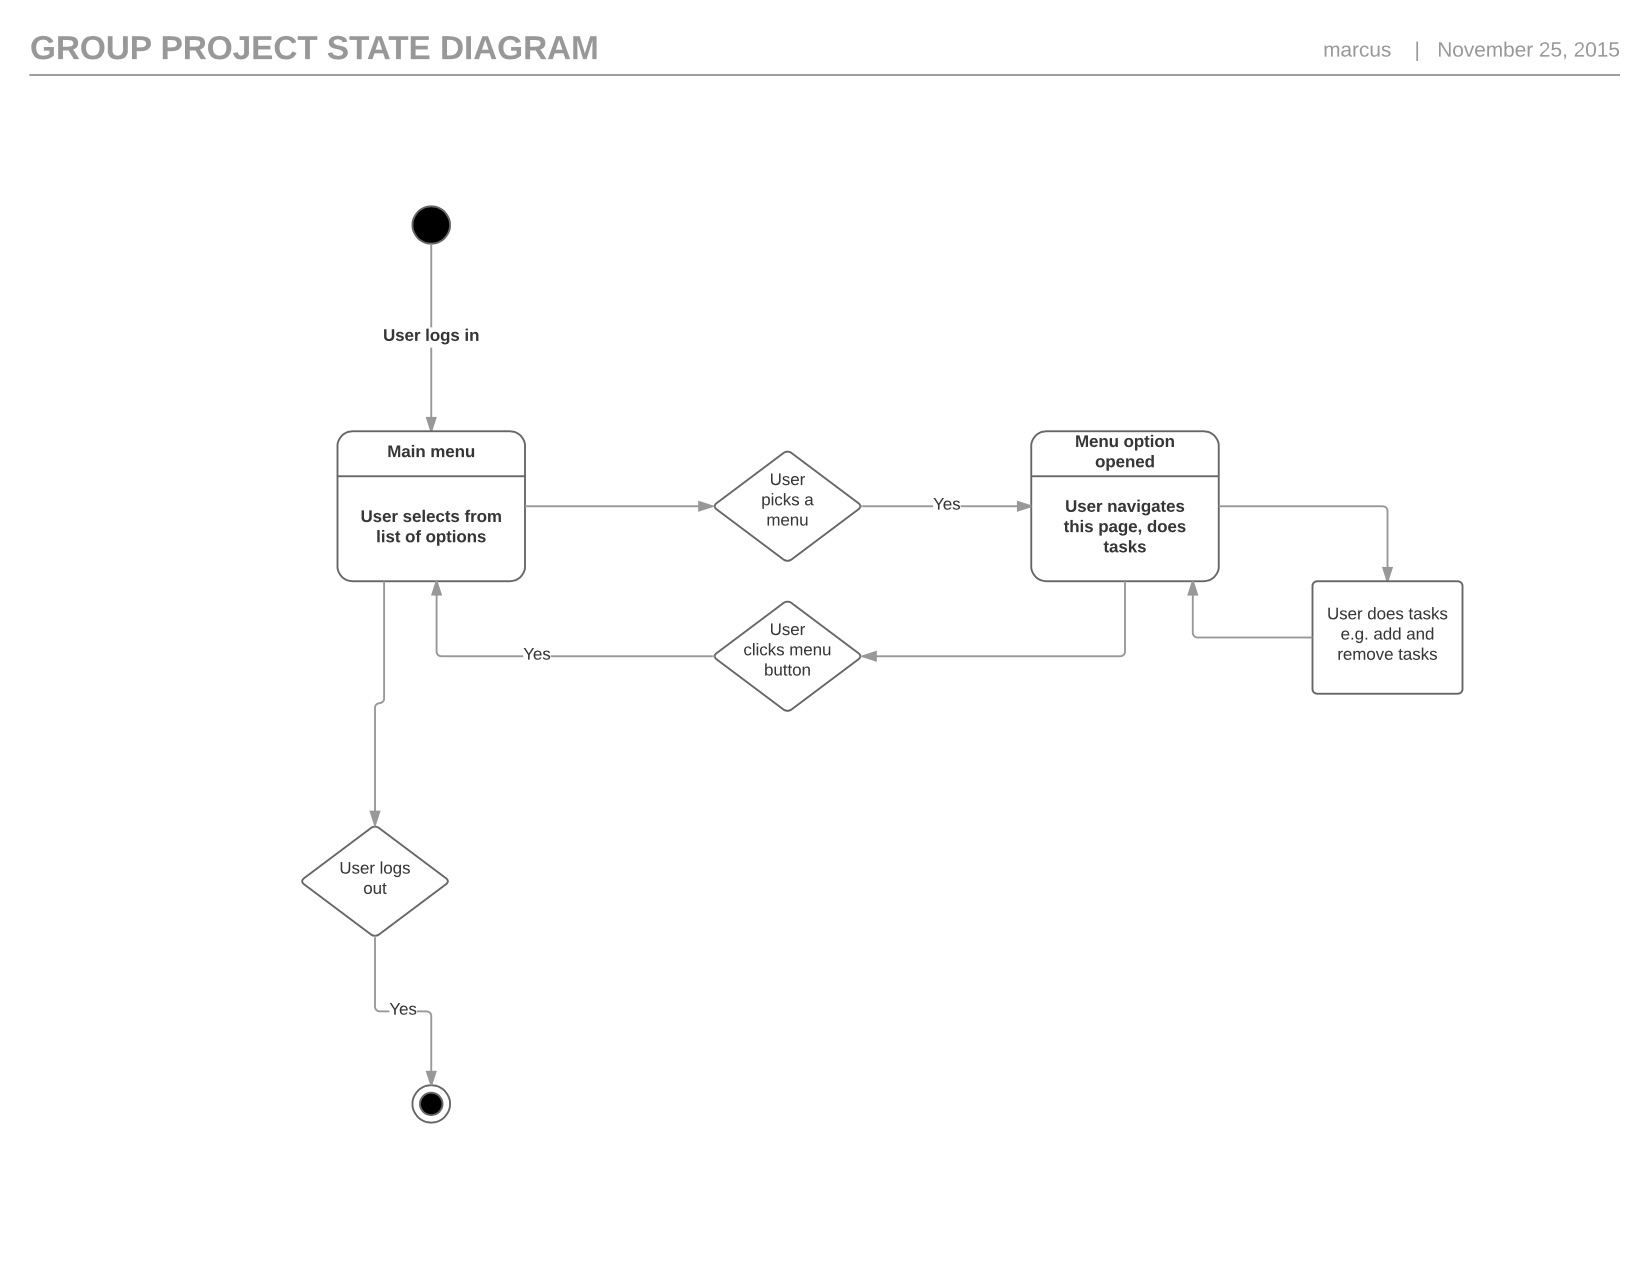 GROUP PROJECT STATE DIAGRAM
marcus | November 25, 2015
User logs in
Main menu
User selects from
list of options
User
picks a
menu
Yes
Menu option
opened
User navigates
this page, does
tasks
User does tasks
e.g. add and
remove tasks
User
clicks menu
button
Yes
User logs
out
Yes